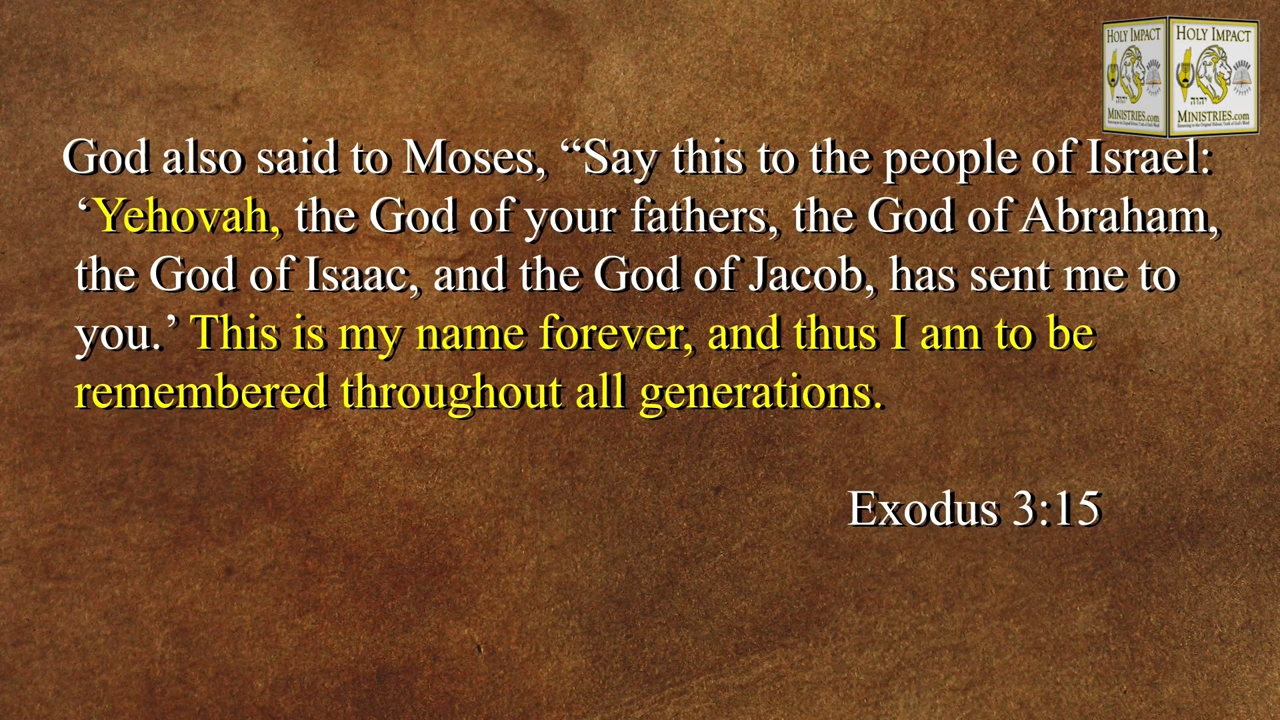 HOLY IMPACT
HOLY IMPACT
יהוה
יהוה
MINISTRIES.com
MINISTRIES.com
God also said to Moses, “Say this to the people of Israel:
‘Yehovah, the God of your fathers, the God of Abraham,
the God of Isaac, and the God of Jacob, has sent me to
you.’ This is my name forever, and thus I am to be
remembered throughout all generations.
Exodus 3:15